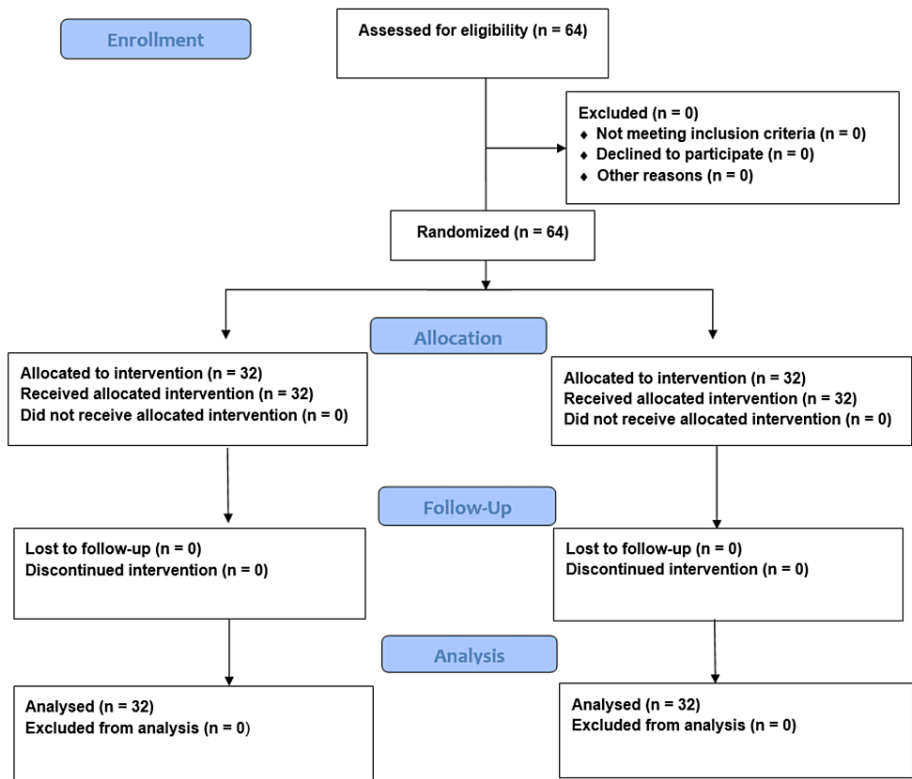 Enrollment
Assessed for eligibility (n = 64)
Excluded (n = 0)
♦ Not meeting inclusion criteria (n = 0)
♦ Declined to participate (n = 0)
♦ Other reasons (n = 0)
Randomized (n = 64)
Allocation
Allocated to intervention (n = 32)
Received allocated intervention (n = 32)
Did not receive allocated intervention (n = 0)
Allocated to intervention (n = 32)
Received allocated intervention (n = 32)
Did not receive allocated intervention (n = 0)
Follow-Up
Lost to follow-up (n = 0)
Discontinued intervention (n = 0)
Lost to follow-up (n = 0)
Discontinued intervention (n = 0)
Analysis
Analysed (n = 32)
Excluded from analysis (n = 0)
Analysed (n = 32)
Excluded from analysis (n = 0)